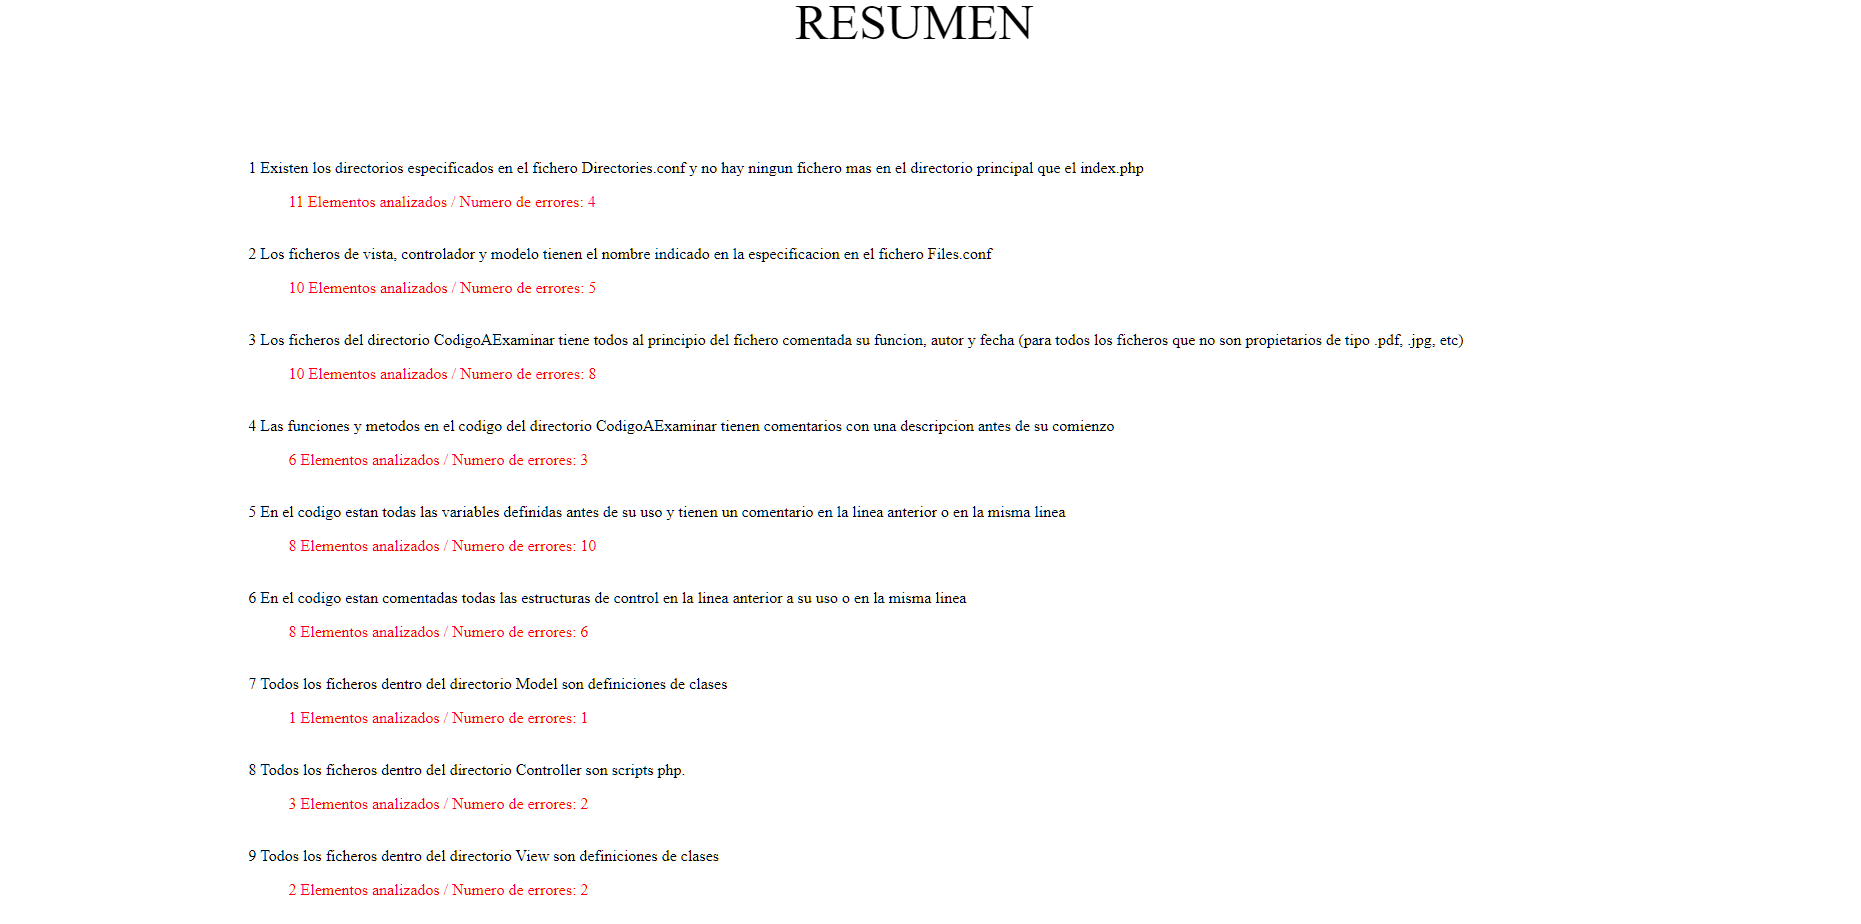 RESUMEN
1 Existen los directorios especificados en el fichero Directories.conf y no hay ningun fichero mas en el directorio principal que el index.php
11 Elementos analizados / Numero de errores: 4
2 Los ficheros de vista, controlador y modelo tienen el nombre indicado en la especificacion en el fichero Files.conf
10 Elementos analizados / Numero de errores: 5
3 Los ficheros del directorio CodigoAExaminar tiene todos al principio del fichero comentada su funcion, autor y fecha (para todos los ficheros que no son propietarios de tipo .pdf, .jpg, etc)
10 Elementos analizados / Numero de errores: 8
4 Las funciones y metodos en el codigo del directorio CodigoAExaminar tienen comentarios con una descripcion antes de su comienzo
6 Elementos analizados / Numero de errores: 3
5 En el codigo estan todas las variables definidas antes de su uso y tienen un comentario en la linea anterior o en la misma linea
8 Elementos analizados / Numero de errores: 10
6 En el codigo estan comentadas todas las estructuras de control en la linea anterior a su uso o en la misma linea
8 Elementos analizados / Numero de errores: 6
7 Todos los ficheros dentro del directorio Model son definiciones de clases
1 Elementos analizados / Numero de errores: 1
8 Todos los ficheros dentro del directorio Controller son scripts php.
3 Elementos analizados / Numero de errores: 2
9 Todos los ficheros dentro del directorio View son definiciones de clases
2 Elementos analizados / Numero de errores: 2